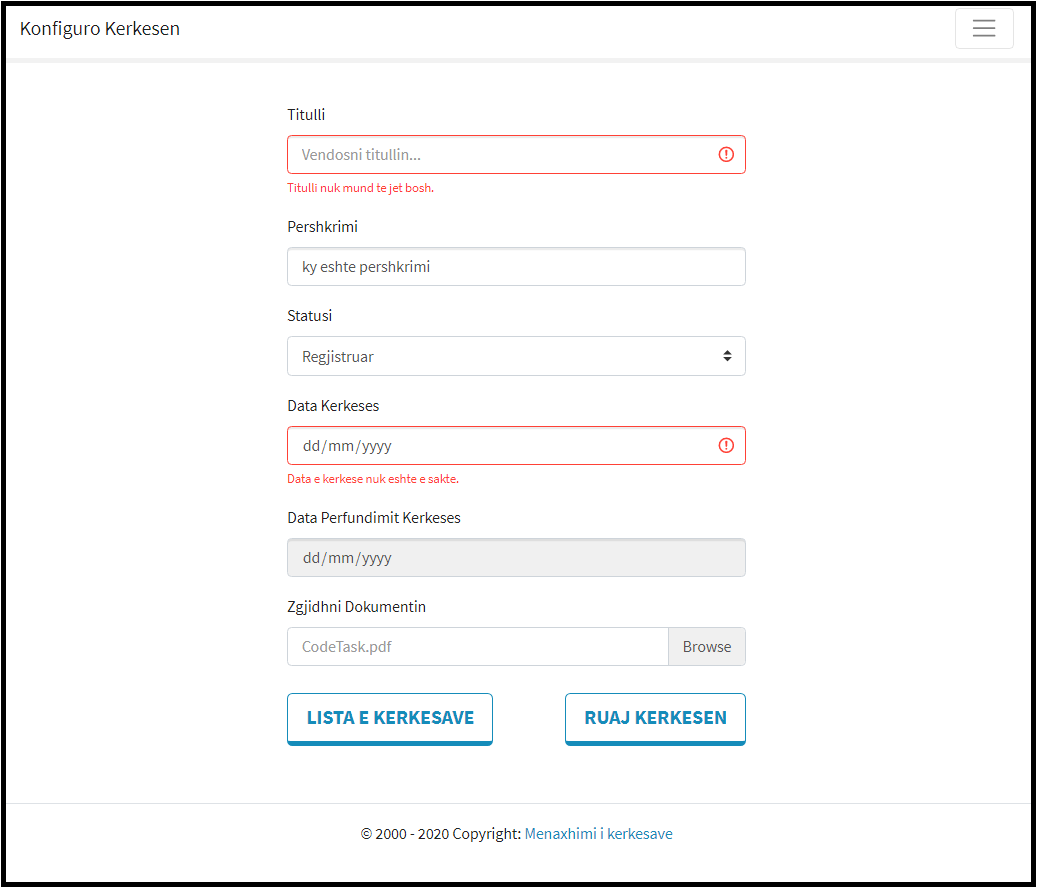 Konfiguro Kerkesen
Titulli
Vendosni titullin...
Titulli nuk mund te jet bosh.
Pershkrimi
ky eshte pershkrimi
Statusi
Regjistruar
Data Kerkeses
dd/mm/yyyy
Data e kerkese nuk eshte e sakte.
Data Perfundimit Kerkeses
dd/mm/yyyy
Zgjidhni Dokumentin
CodeTask.pdf Browse
LISTA E KERKESAVE RUAJ KERKESEN
© 2000 - 2020 Copyright: Menaxhimi i kerkesave